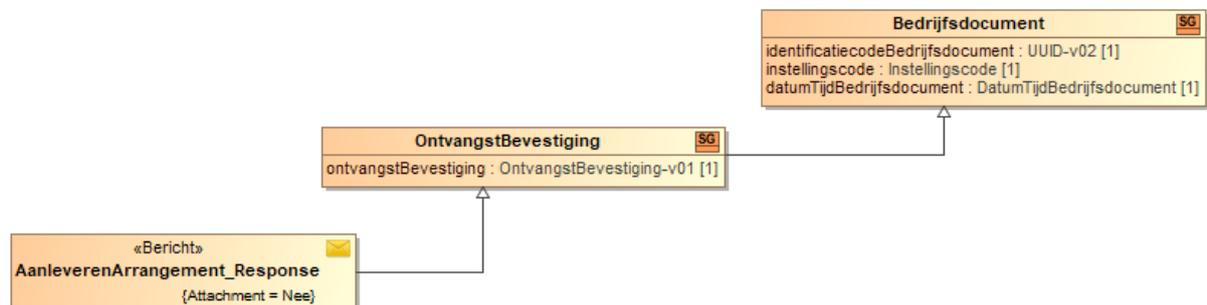 Bedrijfsdocument
SG
identificatiecodeBedrijfsdocument : UUID-v02 [1]
instellingscode : Instellingscode [1]
datumTijdBedrijfsdocument : DatumTijdBedrijfsdocument [1]
OntvangstBevestiging
SG
ontvangstBevestiging : OntvangstBevestiging-v01 [1]
«Bericht»
AanleverenArrangement_Response
{Attachment = Nee}